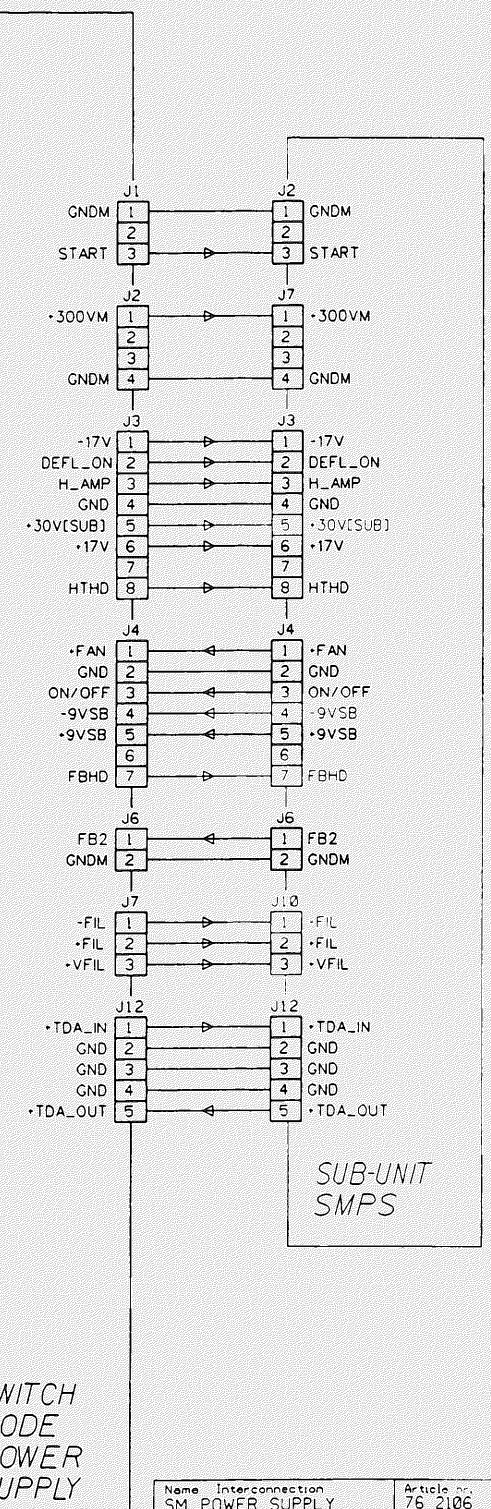 J1 J2
GNDM 1 1 GNDM
2 2
START 3 3 START
J2 J7
+300VM 1 1 +300VM
2 2
3 3
GNDM 4 4 GNDM
J3 J3
-17V 1 1 -17V
DEFL_ON 2 2 DEFL_ON
H_AMP 3 3 H_AMP
GND 4 4 GND
+30V[SUB] 5 5 +30V[SUB]
+17V 6 6 +17V
7 7
HTHD 8 8 HTHD
J4 J4
+FAN 1 1 +FAN
GND 2 2 GND
ON/OFF 3 3 ON/OFF
-9VSB 4 4 -9VSB
+9VSB 5 5 +9VSB
6 6
FBHD 7 7 FBHD
J6 J6
FB2 1 1 FB2
GNDM 2 2 GNDM
J7 J10
-FIL 1 1 -FIL
+FIL 2 2 +FIL
+VFIL 3 3 +VFIL
J12 J12
+TDA_IN 1 1 +TDA_IN
GND 2 2 GND
GND 3 3 GND
GND 4 4 GND
+TDA_OUT 5 5 +TDA_OUT
SUB-UNIT
SMPS
WITCH
ODE
OWER
UPPLY
Name Interconnection Article nr.
SM POWER SUPPLY 76 2106